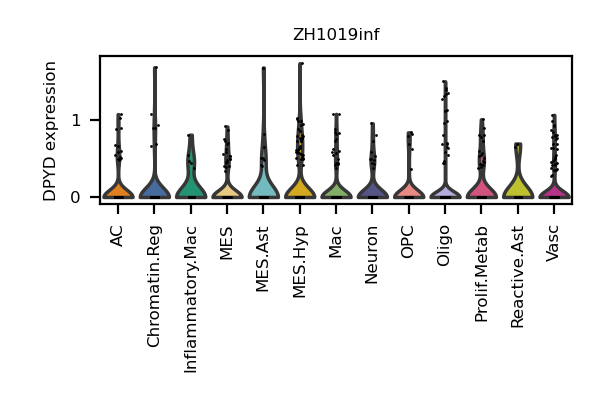 ZH1019inf
DPYD expression
1
0
AC
Chromatin.Reg
Inflammatory.Mac
MES
MES.Ast
MES.Hyp
Mac
Neuron
OPC
Oligo
Prolif.Metab
Reactive.Ast
Vasc